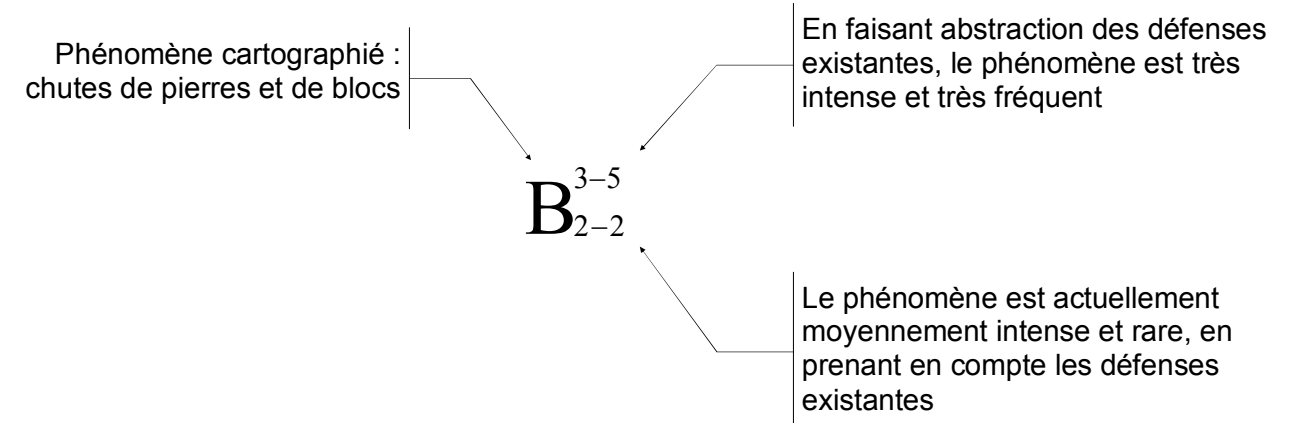 Phénomène cartographié :
chutes de pierres et de blocs
En faisant abstraction des défenses
existantes, le phénomène est très
intense et très fréquent
B 3–5
2–2
Le phénomène est actuellement
moyennement intense et rare, en
prenant en compte les défenses
existantes